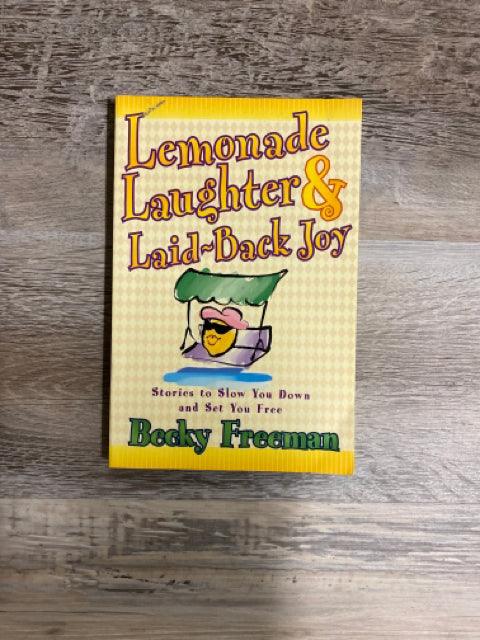 Lemonade
Laughter &
Laid-Back Joy
Stories to Slow You Down
and Set You Free
Becky Freeman